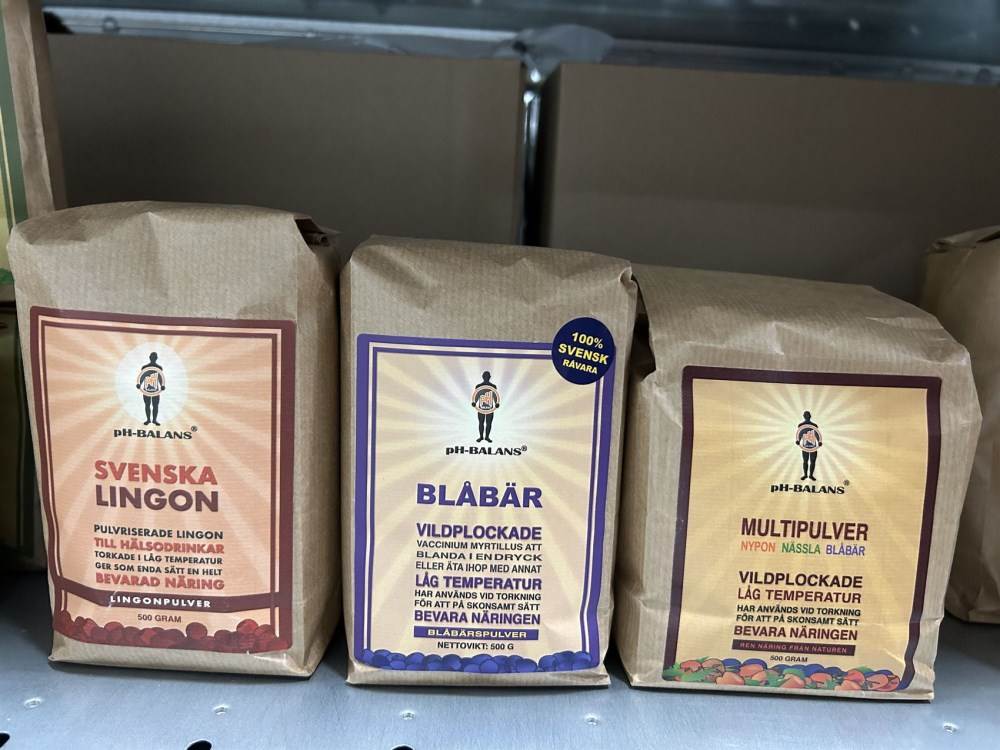 pH-BALANS®
SVENSKA
LINGON
PULVRISERADE LINGON
TILL HÄLSODRINKAR
TORKADE I LÅG TEMPERATUR
GER SOM ENDA SÄTT EN HELT
BEVARAD NÄRING
LINGONPULVER
500 GRAM
100%
SVENSK
RÅVARA
pH-BALANS®
BLÅBÄR
VILDPLOCKADE
VACCINIUM MYRTILLUS ATT
BLANDA I EN DRYCK
ELLER ÄTA IHOP MED ANNAT
LÅG TEMPERATUR
HAR ANVÄNDS VID TORKNING
FÖR ATT PÅ SKONSAMT SÄTT
BEVARA NÄRINGEN
BLÅBÄRSPULVER
NETTOVIKT: 500 G
pH-BALANS®
MULTIPULVER
NYPON NÄSSLA BLÅBÄR
VILDPLOCKADE
LÅG TEMPERATUR
HAR ANVÄNDS VID TORKNING
FÖR ATT PÅ SKONSAMT SÄTT
BEVARA NÄRINGEN
REN NÄRING FRÅN NATUREN
500 GRAM